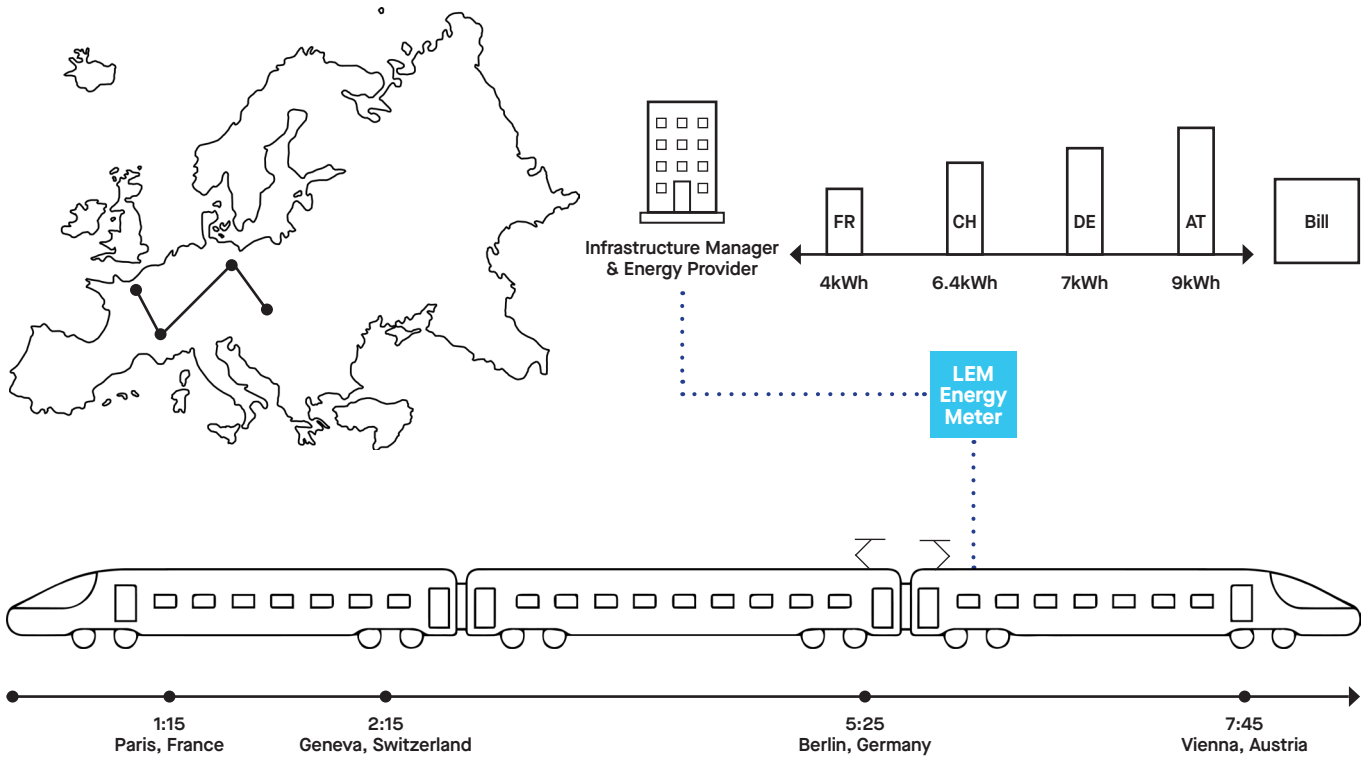 FR
CH
DE
AT
Bill
Infrastructure Manager
& Energy Provider
4kWh
6.4kWh
7kWh
9kWh
LEM
Energy
Meter
1:15
Paris, France
2:15
Geneva, Switzerland
5:25
Berlin, Germany
7:45
Vienna, Austria